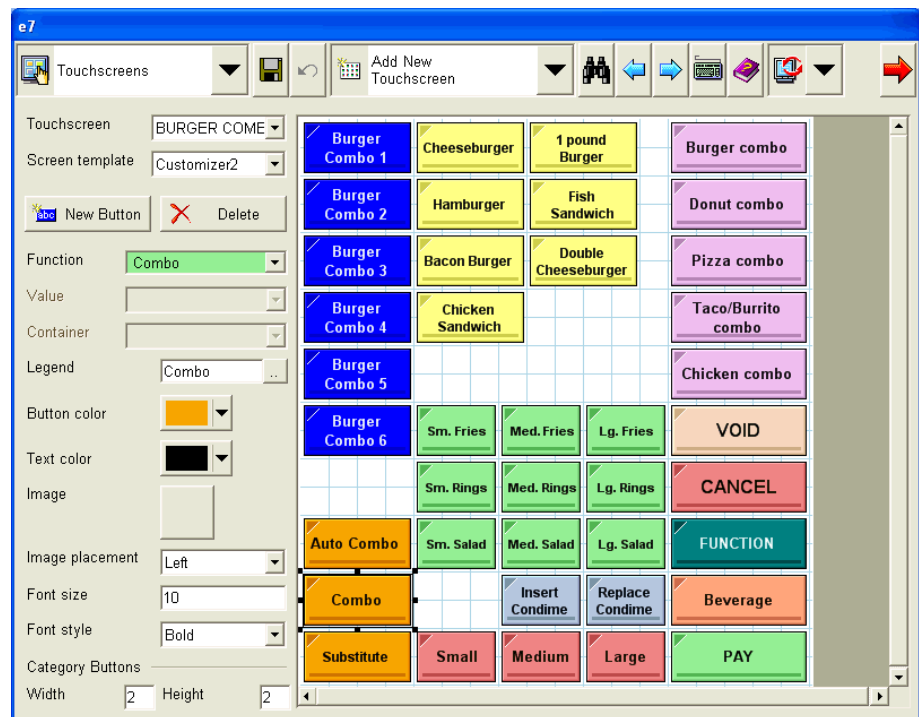 e7
Touchscreens
Add New
Touchscreen
Touchscreen
BURGER COME
Screen template
Customizer2
abc New Button
Delete
Function
Combo
Value
Container
Legend
Combo
..
Button color
Text color
Image
Image placement
Left
Font size
10
Font style
Bold
Category Buttons
Width
2
Height
2
Burger
Combo 1
Cheeseburger
1 pound
Burger
Burger combo
Burger
Combo 2
Hamburger
Fish
Sandwich
Donut combo
Burger
Combo 3
Bacon Burger
Double
Cheeseburger
Pizza combo
Burger
Combo 4
Chicken
Sandwich
Taco/Burrito
combo
Burger
Combo 5
Chicken combo
Burger
Combo 6
Sm. Fries
Med. Fries
Lg. Fries
VOID
Sm. Rings
Med. Rings
Lg. Rings
CANCEL
Auto Combo
Sm. Salad
Med. Salad
Lg. Salad
FUNCTION
Combo
Insert
Condime
Replace
Condime
Beverage
Substitute
Small
Medium
Large
PAY